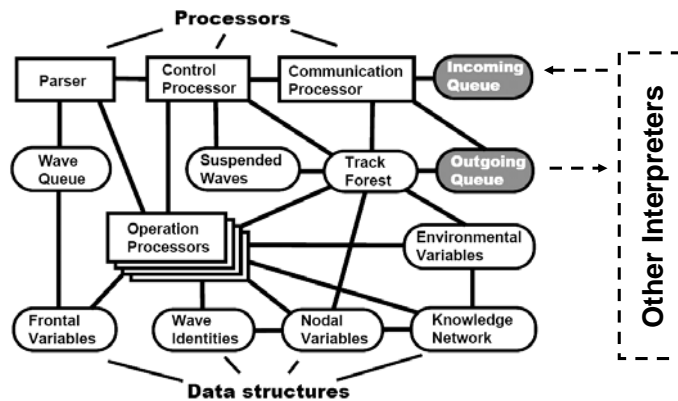 Processors
Parser
Control
Processor
Communication
Processor
Incoming
Queue
Wave
Queue
Suspended
Waves
Track
Forest
Outgoing
Queue
Operation
Processors
Environmental
Variables
Frontal
Variables
Wave
Identities
Nodal
Variables
Knowledge
Network
Data structures
Other Interpreters